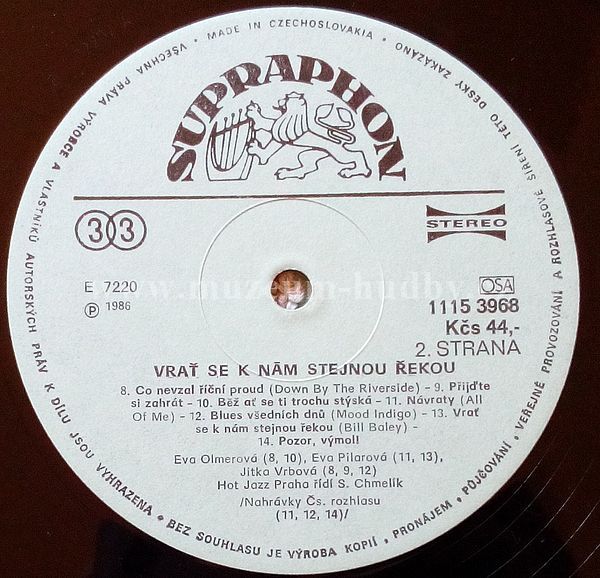 • MADE IN CZECHOSLOVAKIA • VŠECHNA PRÁVA VÝROBCE A VLASTNÍKŮ AUTORSKÝCH PRÁV K DÍLU JSOU VYHRAZENA • BEZ SOUHLASU JE VÝROBA KOPIÍ, PRONÁJEM, PŮJČOVÁNÍ, VEŘEJNÉ PROVOZOVÁNÍ A ROZHLASOVÉ ŠÍŘENÍ TÉTO DESKY ZAKÁZÁNO
SUPRAPHON
33
STEREO
E 7220
Ⓟ 1986
OSA
1115 3968
Kčs 44,-
2. STRANA
www.muzeum-hudby.
VRAŤ SE K NÁM STEJNOU ŘEKOU
8. Co nevzal říční proud (Down By The Riverside) - 9. Přijďte
si zahrát - 10. Běž ať se ti trochu stýská - 11. Návraty (All
Of Me) - 12. Blues všedních dnů (Mood Indigo) - 13. Vrať
se k nám stejnou řekou (Bill Baley) -
14. Pozor, výmol!
Eva Olmerová (8, 10), Eva Pilarová (11, 13),
Jitka Vrbová (8, 9, 12)
Hot Jazz Praha řídí S. Chmelík
/Nahrávky Čs. rozhlasu
(11, 12, 14)/